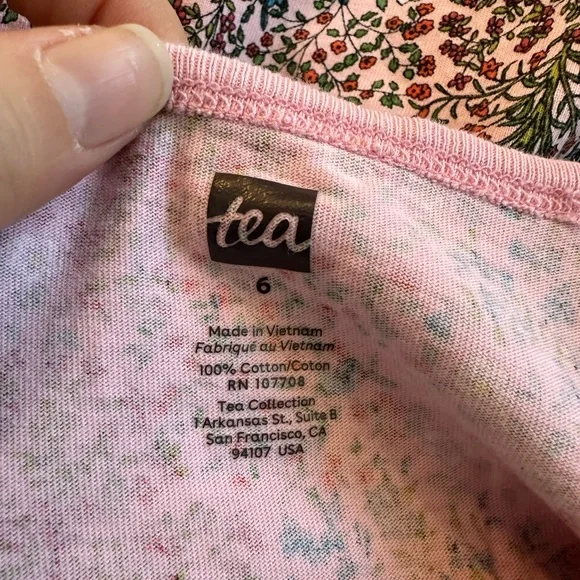 tea
6
Made in Vietnam
Fabriqué au Vietnam
100% Cotton/Coton
RN 107708
Tea Collection
1 Arkansas St., Suite B
San Francisco, CA
94107 USA